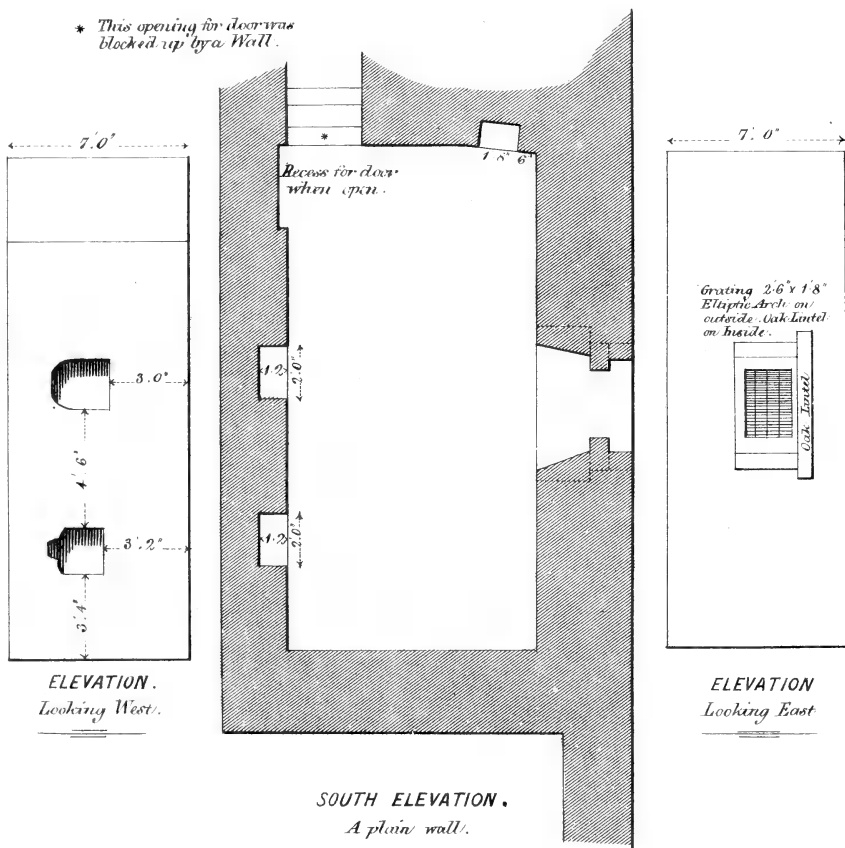 * This opening for door was
blocked up by a Wall.
7'.0"
7'. 0"
*
1 . 8" 6"
Recess for door
when open.
Grating 2'.6" x 1'.8"
Elliptic Arch on
outside. Oak Lintel
on Inside.
1.2
2'.0"
3.0"
Oak Lintel
4'. 6"
1.2
2.0"
3'. 2"
3'. 4"
ELEVATION.
Looking West.
ELEVATION
Looking East
SOUTH ELEVATION.
A plain wall.